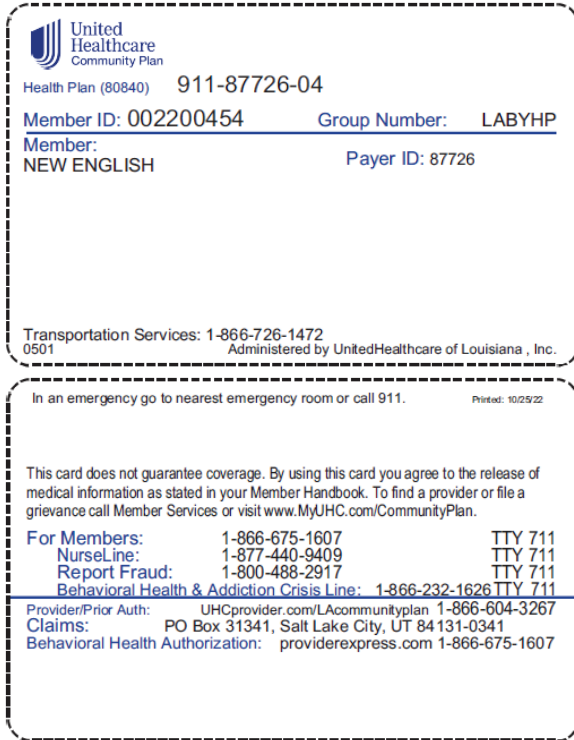 United
Healthcare
Community Plan
Health Plan (80840) 911-87726-04
Member ID: 002200454 Group Number: LABYHP
Member:
NEW ENGLISH Payer ID: 87726
Transportation Services: 1-866-726-1472
0501 Administered by UnitedHealthcare of Louisiana , Inc.
In an emergency go to nearest emergency room or call 911. Printed: 10/25/22
This card does not guarantee coverage. By using this card you agree to the release of
medical information as stated in your Member Handbook. To find a provider or file a
grievance call Member Services or visit www.MyUHC.com/CommunityPlan.
For Members: 1-866-675-1607 TTY 711
NurseLine: 1-877-440-9409 TTY 711
Report Fraud: 1-800-488-2917 TTY 711
Behavioral Health & Addiction Crisis Line: 1-866-232-1626 TTY 711
Provider/Prior Auth: UHCprovider.com/LAcommunityplan 1-866-604-3267
Claims: PO Box 31341, Salt Lake City, UT 84131-0341
Behavioral Health Authorization: providerexpress.com 1-866-675-1607